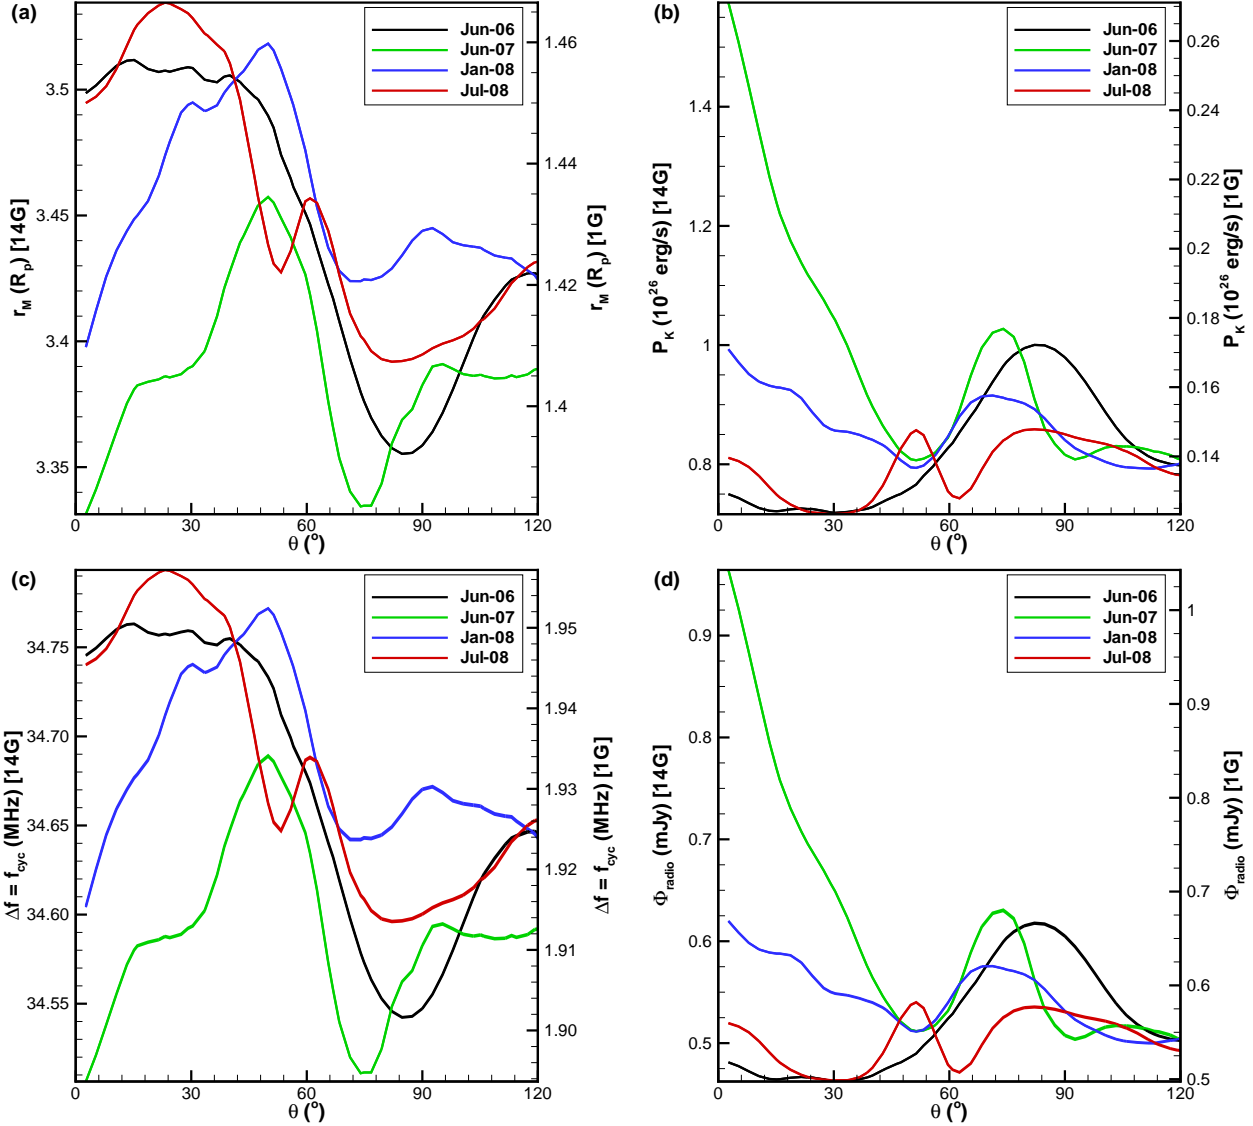 (a)
Jun-06
Jun-07
Jan-08
Jul-08
3.5
3.45
3.4
3.35
r_M (R_p) [14G]
1.46
1.44
1.42
1.4
r_M (R_p) [1G]
0 30 60 90 120
θ (°)
(b)
Jun-06
Jun-07
Jan-08
Jul-08
1.4
1.2
1
0.8
P_K (10^26 erg/s) [14G]
0.26
0.24
0.22
0.2
0.18
0.16
0.14
P_K (10^26 erg/s) [1G]
0 30 60 90 120
θ (°)
(c)
Jun-06
Jun-07
Jan-08
Jul-08
34.75
34.70
34.65
34.60
34.55
Δf = f_cyc (MHz) [14G]
1.95
1.94
1.93
1.92
1.91
1.90
Δf = f_cyc (MHz) [1G]
0 30 60 90 120
θ (°)
(d)
Jun-06
Jun-07
Jan-08
Jul-08
0.9
0.8
0.7
0.6
0.5
Φ_radio (mJy) [14G]
1
0.9
0.8
0.7
0.6
0.5
Φ_radio (mJy) [1G]
0 30 60 90 120
θ (°)